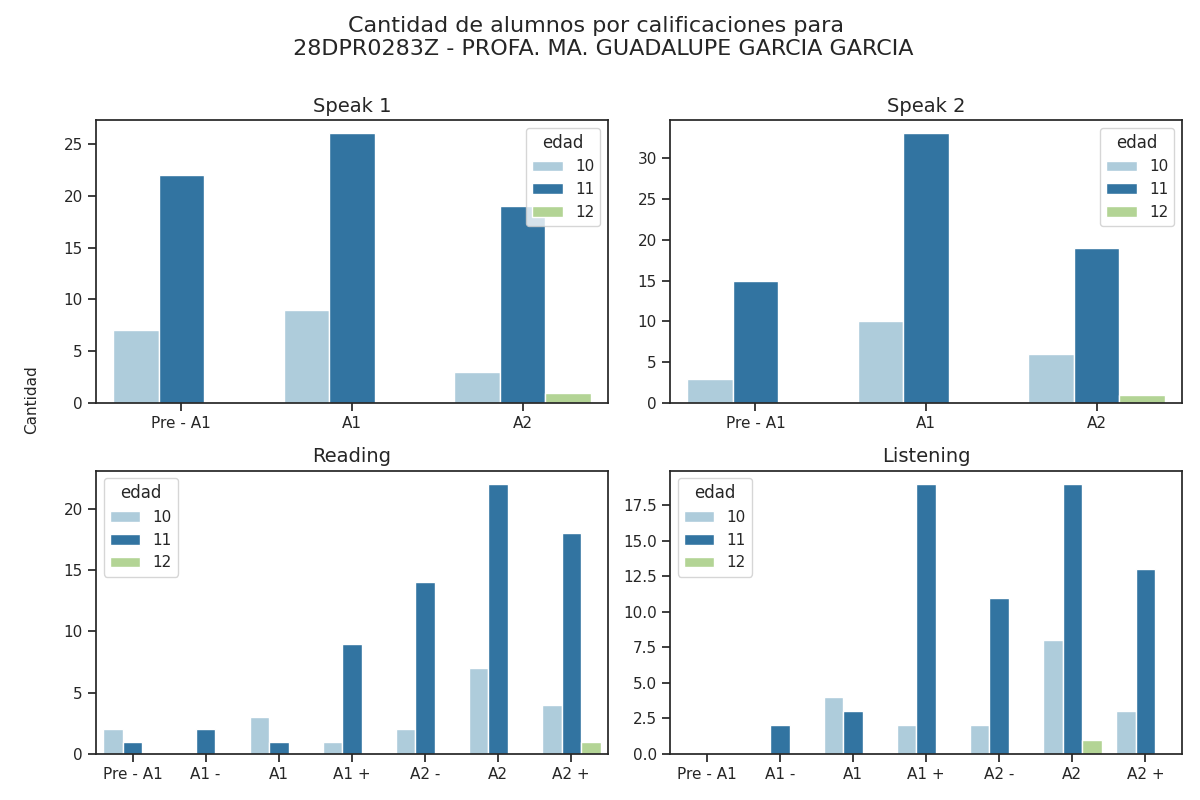 Cantidad de alumnos por calificaciones para
28DPR0283Z - PROFA. MA. GUADALUPE GARCIA GARCIA
Speak 1
25
20
15
10
5
0
Pre - A1 A1 A2
edad
10
11
12
Speak 2
30
25
20
15
10
5
0
Pre - A1 A1 A2
edad
10
11
12
Cantidad
Reading
20
15
10
5
0
Pre - A1 A1 - A1 A1 + A2 - A2 A2 +
edad
10
11
12
Listening
17.5
15.0
12.5
10.0
7.5
5.0
2.5
0.0
Pre - A1 A1 - A1 A1 + A2 - A2 A2 +
edad
10
11
12